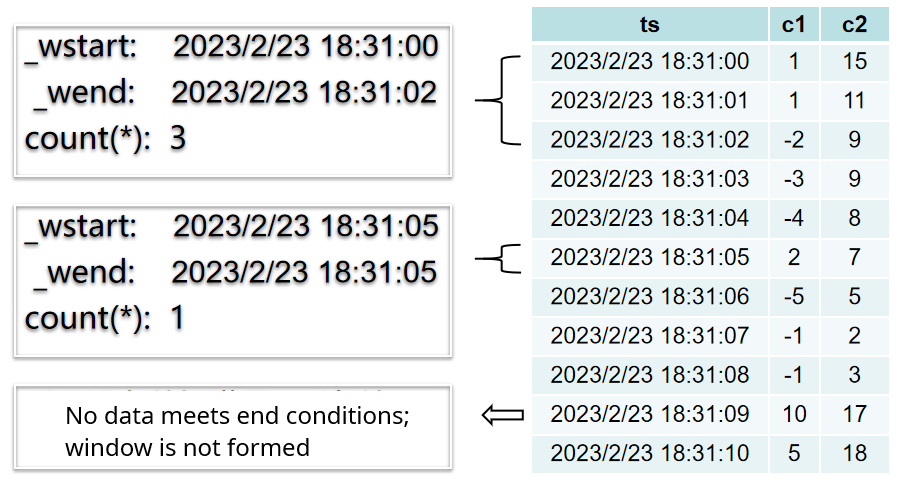 _wstart: 2023/2/23 18:31:00
_wend: 2023/2/23 18:31:02
count(*): 3
_wstart: 2023/2/23 18:31:05
_wend: 2023/2/23 18:31:05
count(*): 1
No data meets end conditions;
window is not formed
ts c1 c2
2023/2/23 18:31:00 1 15
2023/2/23 18:31:01 1 11
2023/2/23 18:31:02 -2 9
2023/2/23 18:31:03 -3 9
2023/2/23 18:31:04 -4 8
2023/2/23 18:31:05 2 7
2023/2/23 18:31:06 -5 5
2023/2/23 18:31:07 -1 2
2023/2/23 18:31:08 -1 3
2023/2/23 18:31:09 10 17
2023/2/23 18:31:10 5 18